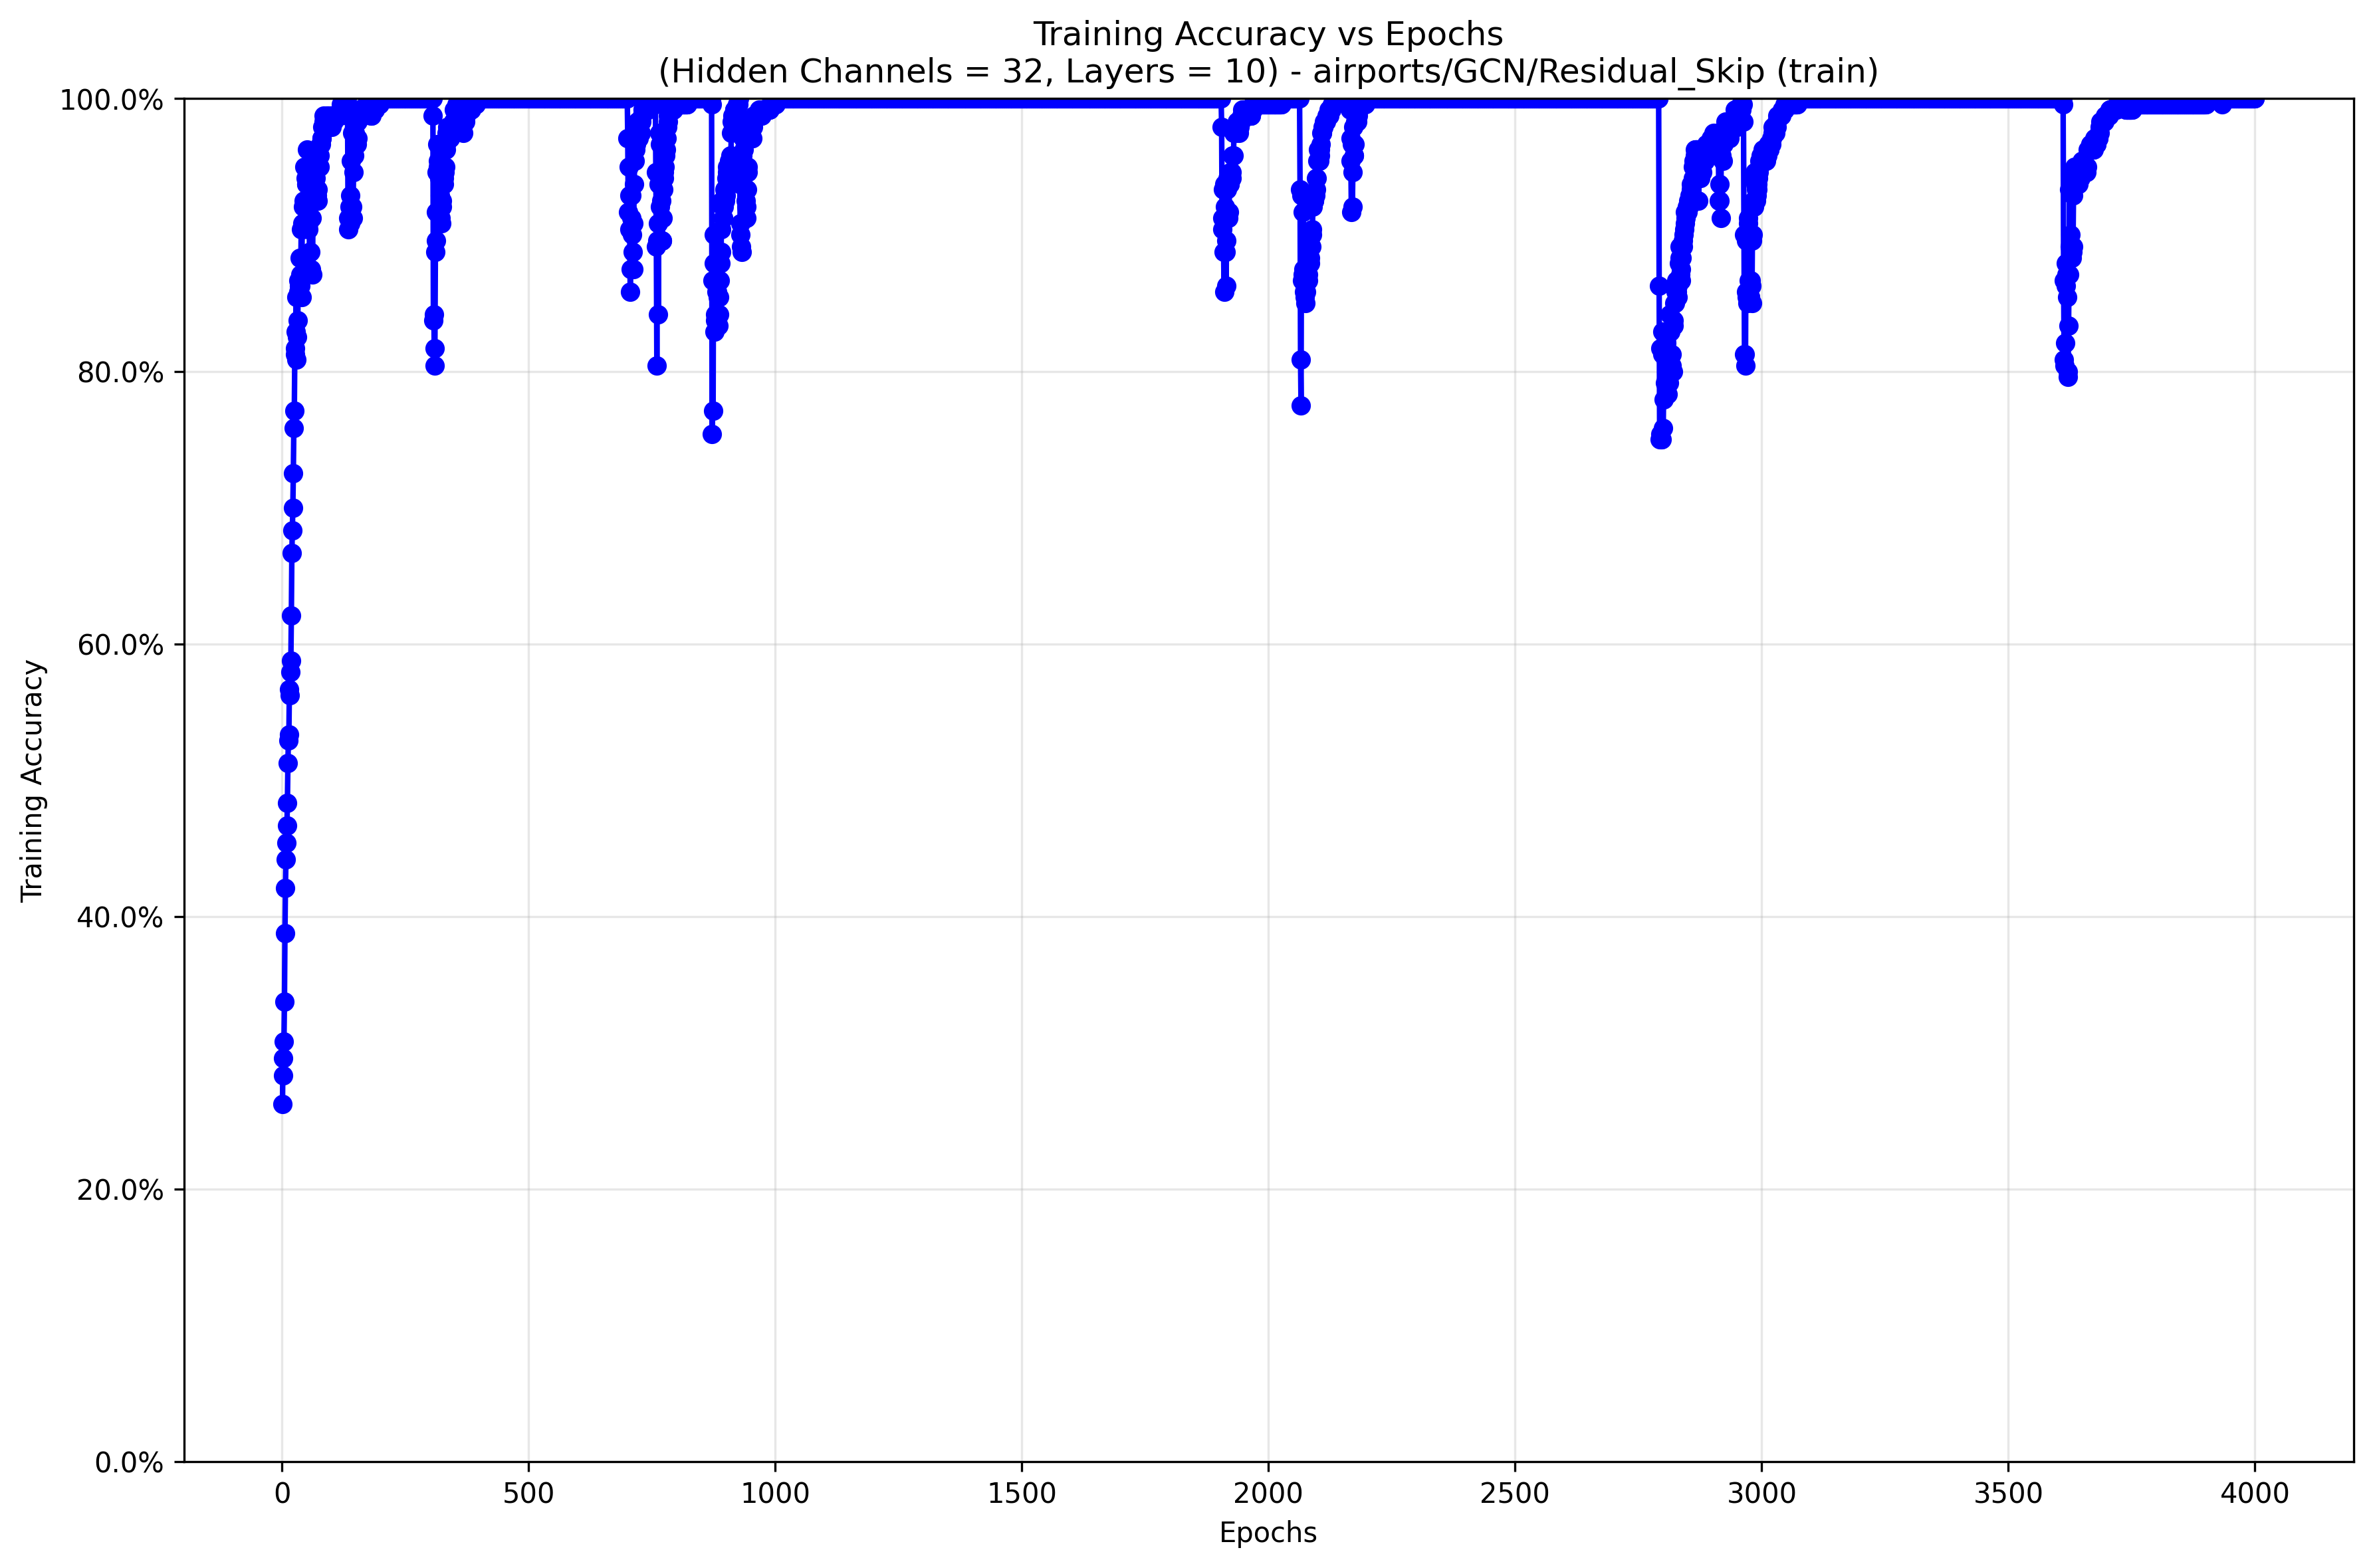 Training Accuracy vs Epochs
(Hidden Channels = 32, Layers = 10) - airports/GCN/Residual_Skip (train)
100.0%
80.0%
60.0%
40.0%
20.0%
0.0%
Training Accuracy
0 500 1000 1500 2000 2500 3000 3500 4000
Epochs